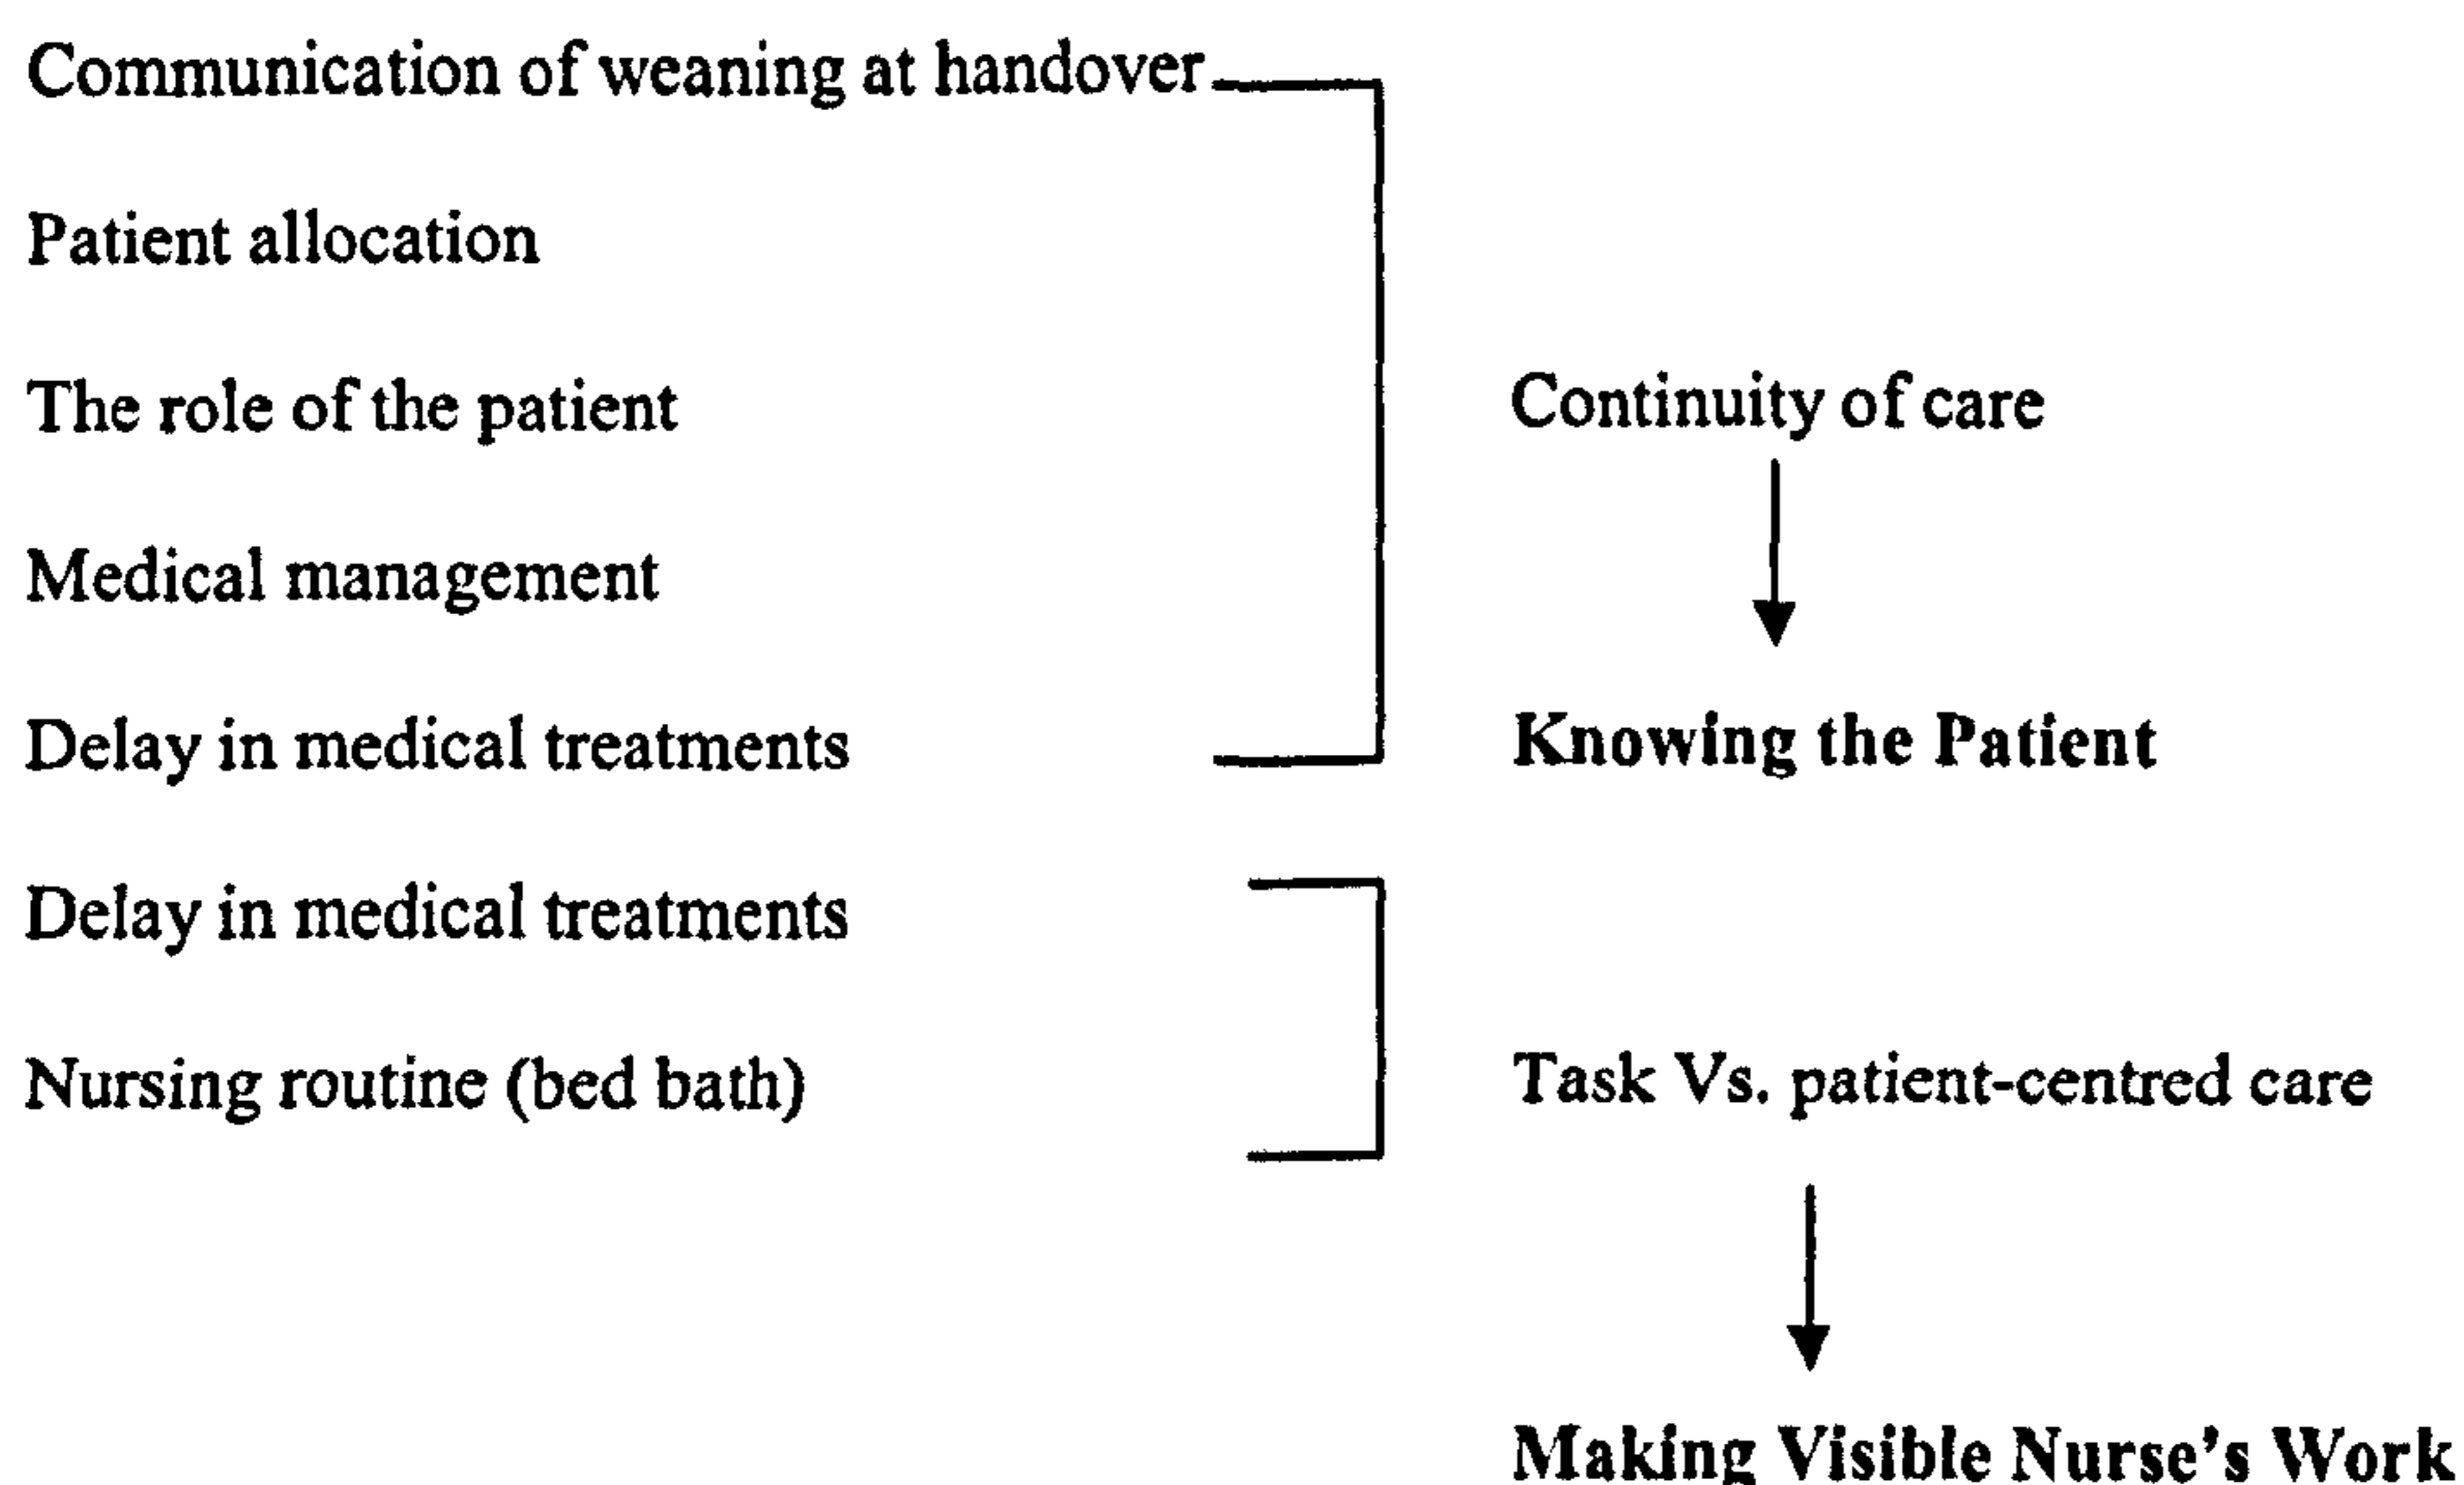 Communication of weaning at handover
Patient allocation
The role of the patient
Continuity of care
Medical management
Delay in medical treatments
Knowing the Patient
Delay in medical treatments
Nursing routine (bed bath)
Task Vs. patient-centred care
Making Visible Nurse's Work